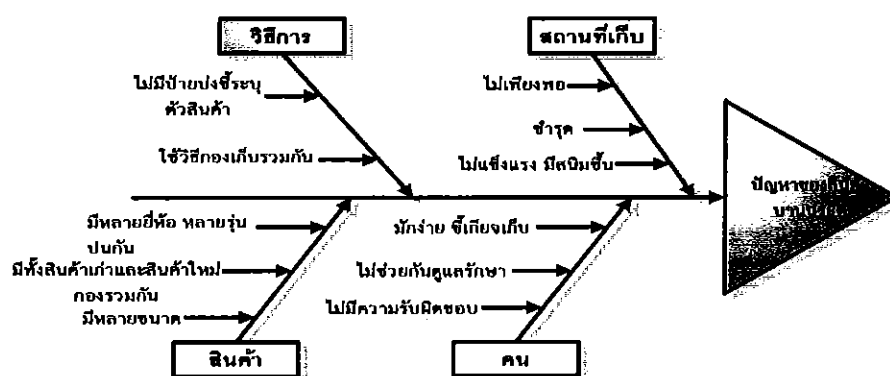 วิธีการ
สถานที่เก็บ
ไม่มีป้ายบ่งชี้ระบุ
ตัวสินค้า
ใช้วิธีกองเก็บรวมกัน
ไม่เพียงพอ
ชำรุด
ไม่แข็งแรง มีสนิมขึ้น
มีหลายยี่ห้อ หลายรุ่น
ปนกัน
มีทั้งสินค้าเก่าและสินค้าใหม่
กองรวมกัน
มีหลายขนาด
มักง่าย ขี้เกียจเก็บ
ไม่ช่วยกันดูแลรักษา
ไม่มีความรับผิดชอบ
ปัญหาของ
สินค้า
คน